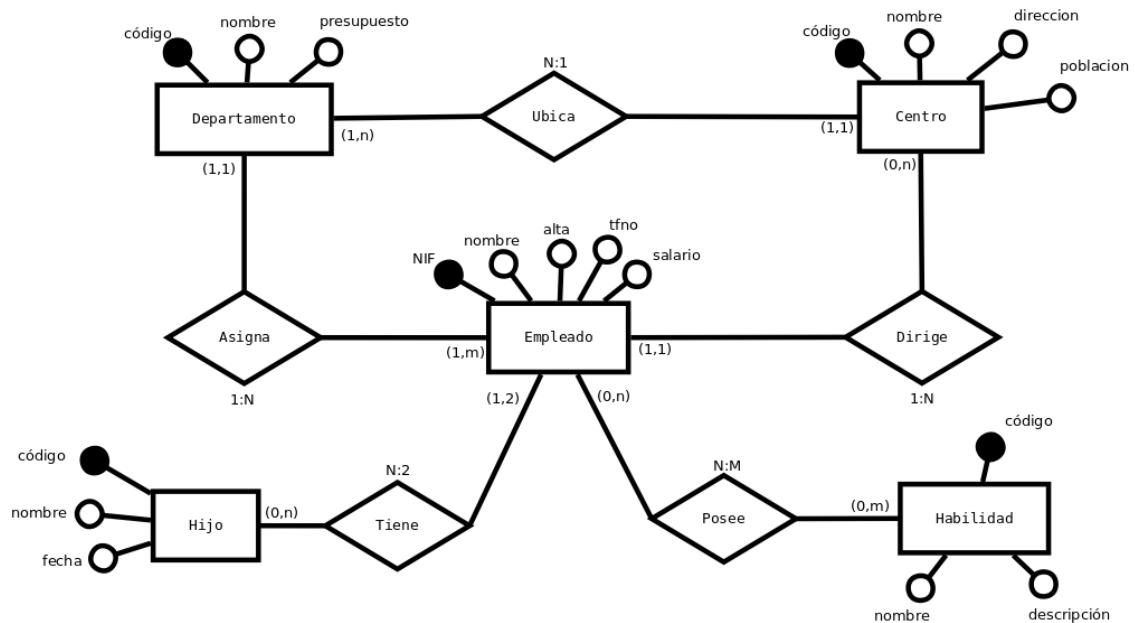 código
nombre
presupuesto
Departamento
(1,n)
(1,1)
N:1
Ubica
código
nombre
direccion
poblacion
Centro
(1,1)
(0,n)
NIF
nombre
alta
tfno
salario
Asigna
1:N
(1,m)
Empleado
(1,1)
(1,2)
(0,n)
Dirige
1:N
código
nombre
fecha
Hijo
(0,n)
N:2
Tiene
N:M
Posee
(0,m)
código
Habilidad
nombre
descripción